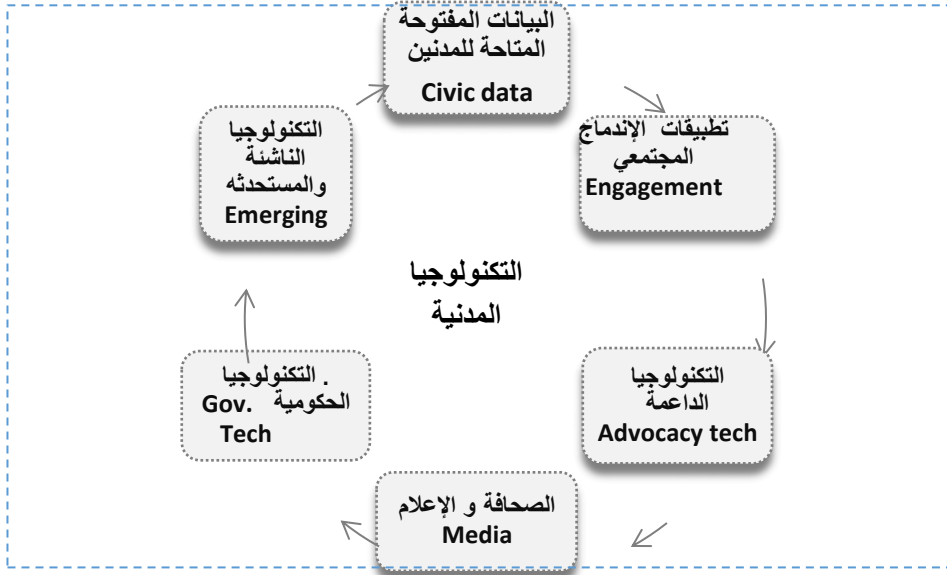 البيانات المفتوحة
المتاحة للمدنين
Civic data
تطبيقات الإندماج
المجتمعي
Engagement
التكنولوجيا
الداعمة
Advocacy tech
الصحافة و الإعلام
Media
. التكنولوجيا
الحكومية Gov.
Tech
التكنولوجيا
الناشئة
والمستحدثه
Emerging
التكنولوجيا
المدنية